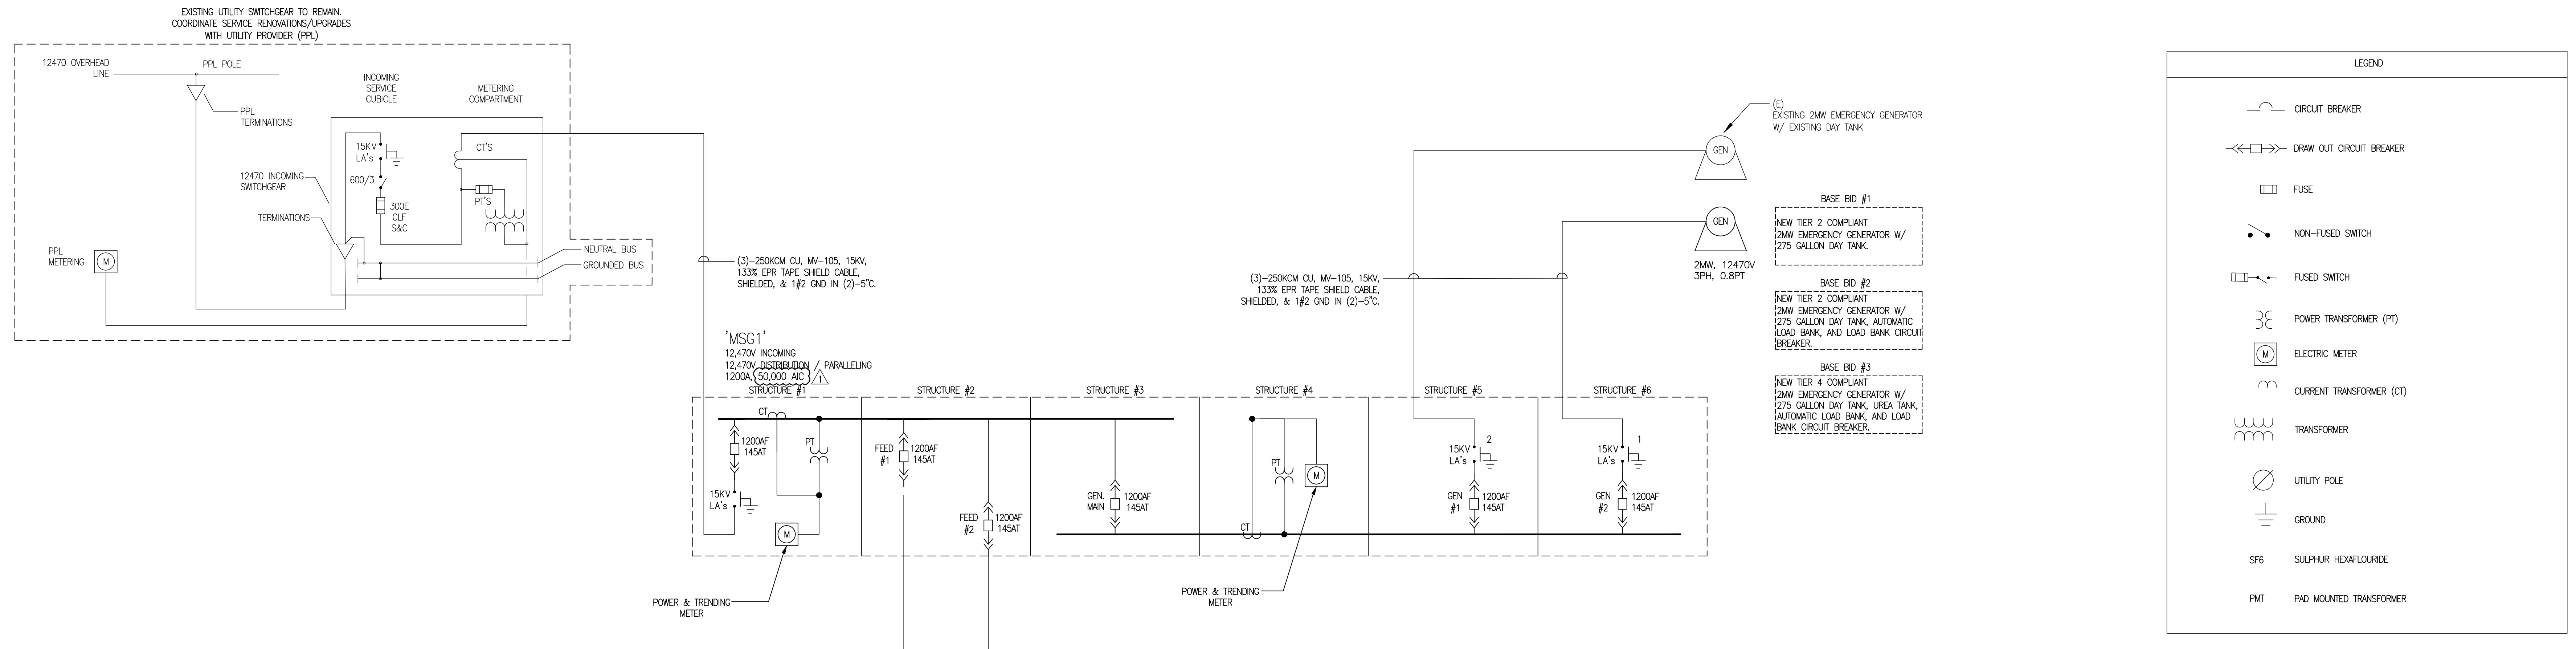 EXISTING UTILITY SWITCHGEAR TO REMAIN.
COORDINATE SERVICE RENOVATIONS/UPGRADES
WITH UTILITY PROVIDER (PPL)
12470 OVERHEAD
LINE
PPL POLE
PPL
TERMINATIONS
INCOMING
SERVICE
CUBICLE
METERING
COMPARTMENT
15KV
LA's
CT'S
600/3
12470 INCOMING
SWITCHGEAR
300E
CLF
S&C
PT'S
TERMINATIONS
PPL
METERING
M
NEUTRAL BUS
GROUNDED BUS
(3)-250KCM CU, MV-105, 15KV,
133% EPR TAPE SHIELD CABLE,
SHIELDED, & 1#2 GND IN (2)-5"C.
(E)
EXISTING 2MW EMERGENCY GENERATOR
W/ EXISTING DAY TANK
GEN
GEN
2MW, 12470V
3PH, 0.8PT
(3)-250KCM CU, MV-105, 15KV,
133% EPR TAPE SHIELD CABLE,
SHIELDED, & 1#2 GND IN (2)-5"C.
BASE BID #1
NEW TIER 2 COMPLIANT
2MW EMERGENCY GENERATOR W/
275 GALLON DAY TANK.
BASE BID #2
NEW TIER 2 COMPLIANT
2MW EMERGENCY GENERATOR W/
275 GALLON DAY TANK, AUTOMATIC
LOAD BANK, AND LOAD BANK CIRCUIT
BREAKER.
BASE BID #3
NEW TIER 4 COMPLIANT
2MW EMERGENCY GENERATOR W/
275 GALLON DAY TANK, UREA TANK,
AUTOMATIC LOAD BANK, AND LOAD
BANK CIRCUIT BREAKER.
'MSG1'
12,470V INCOMING
12,470V DISTRIBUTION / PARALLELING
1200A, 50,000 AIC
1
STRUCTURE #1
STRUCTURE #2
STRUCTURE #3
STRUCTURE #4
STRUCTURE #5
STRUCTURE #6
CT
1200AF
145AT
PT
15KV
LA's
M
POWER & TRENDING
METER
FEED
#1
1200AF
145AT
FEED
#2
1200AF
145AT
GEN.
MAIN
1200AF
145AT
PT
M
CT
POWER & TRENDING
METER
2
15KV
LA's
GEN
#1
1200AF
145AT
1
15KV
LA's
GEN
#2
1200AF
145AT
LEGEND
CIRCUIT BREAKER
DRAW OUT CIRCUIT BREAKER
FUSE
NON-FUSED SWITCH
FUSED SWITCH
POWER TRANSFORMER (PT)
M ELECTRIC METER
CURRENT TRANSFORMER (CT)
TRANSFORMER
UTILITY POLE
GROUND
SF6 SULPHUR HEXAFLOURIDE
PMT PAD MOUNTED TRANSFORMER